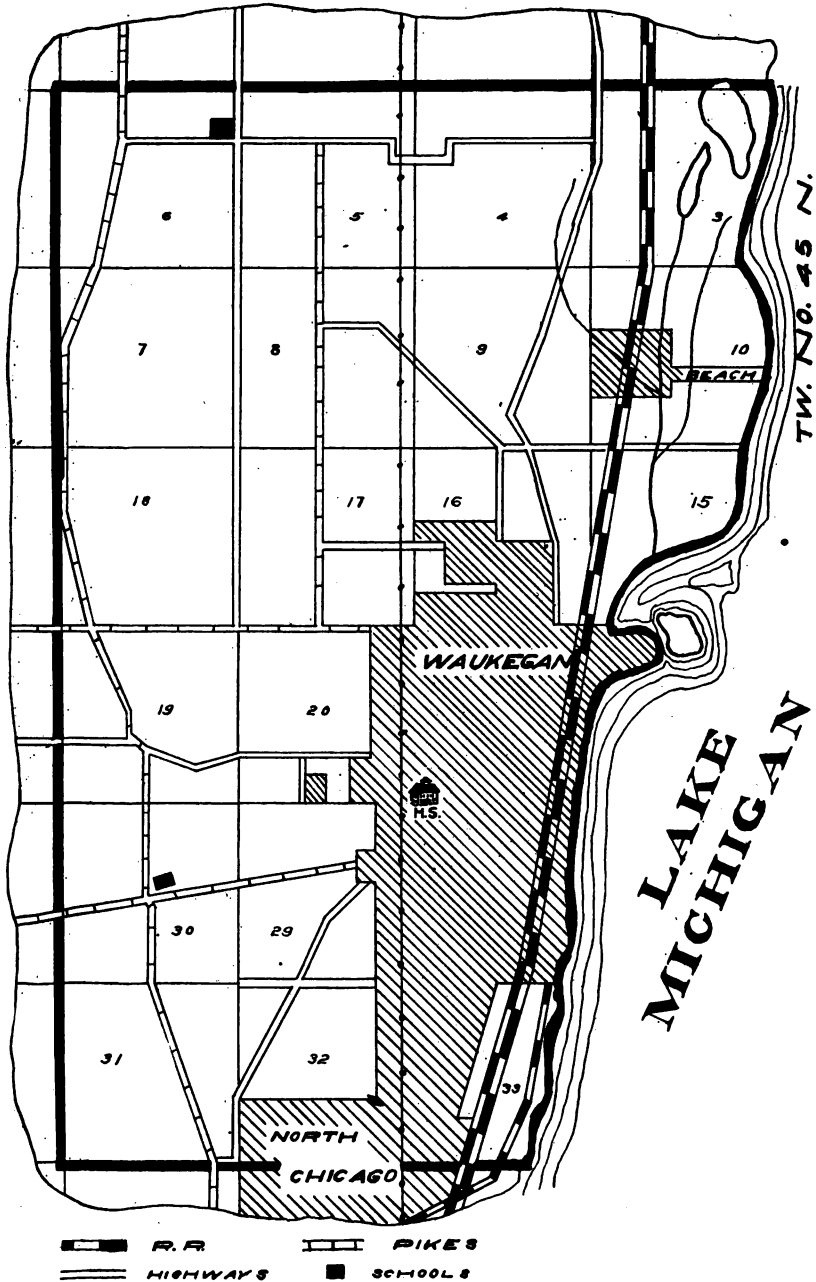 6
5
4
3
TW. NO. 45 N.
7
8
9
10
BEACH
18
17
16
15
WAUKEGAN
19
20
LAKE
MICHIGAN
H.S.
30
29
31
32
33
NORTH
CHICAGO
R.R.
PIKES
HIGHWAYS
SCHOOLS